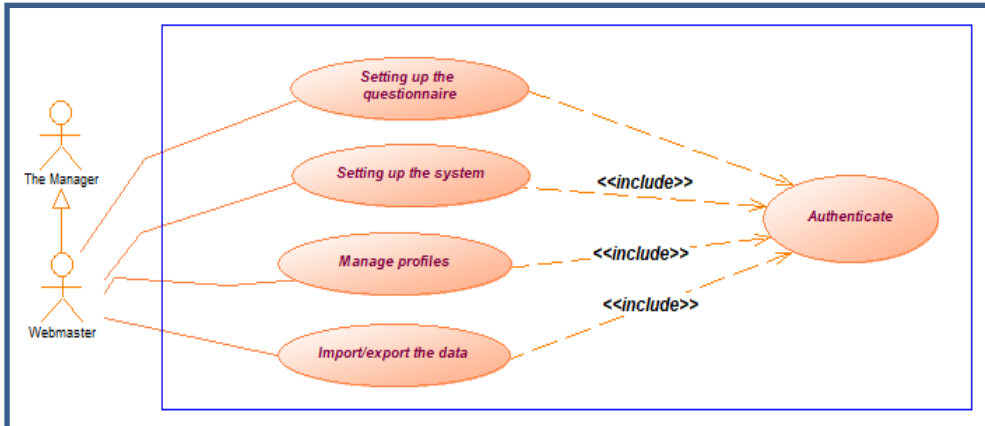 Setting up the
questionnaire
The Manager
Setting up the system
<<include>>
Authenticate
Manage profiles
<<include>>
Webmaster
<<include>>
Import/export the data